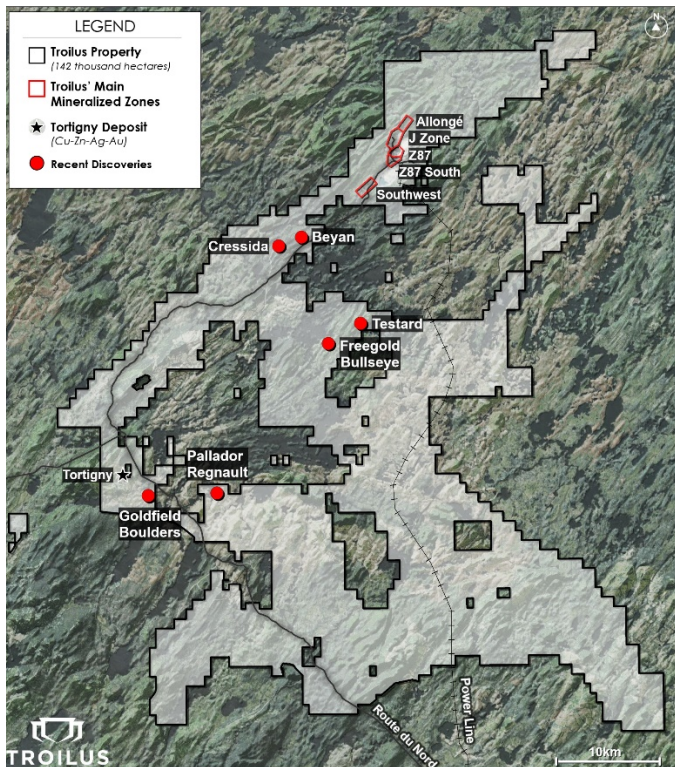 LEGEND
Troilus Property
(142 thousand hectares)
Troilus' Main
Mineralized Zones
Tortigny Deposit
(Cu-Zn-Ag-Au)
Recent Discoveries
N
Allongé
J Zone
Z87
Z87 South
Southwest
Beyan
Cressida
Testard
Freegold
Bullseye
Pallador
Regnault
Tortigny
Goldfield
Boulders
Route du Nord
Power Line
10km
TROILUS